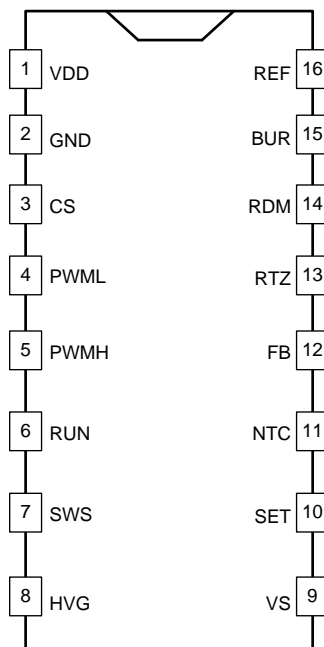 1 VDD REF 16
2 GND BUR 15
3 CS RDM 14
4 PWML RTZ 13
5 PWMH FB 12
6 RUN NTC 11
7 SWS SET 10
8 HVG VS 9